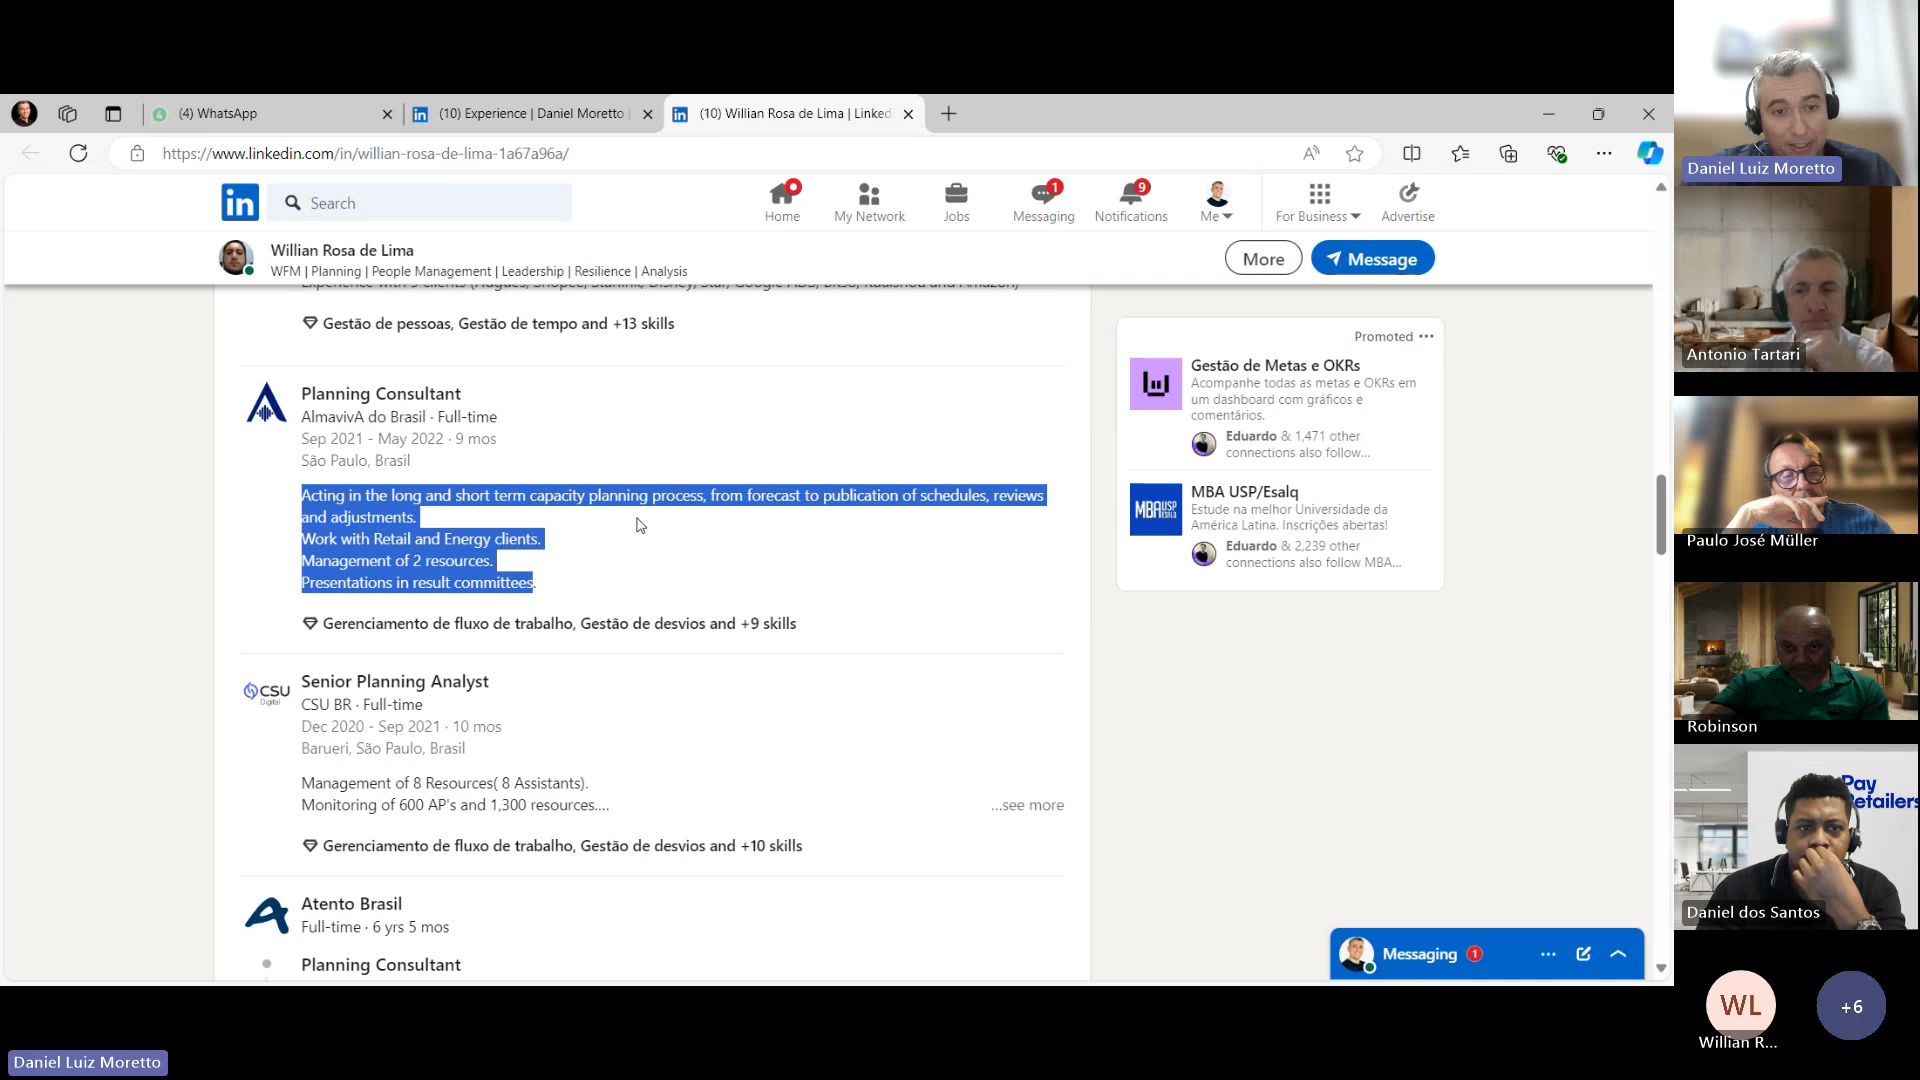 (4) WhatsApp
(10) Experience | Daniel Moretto |
(10) Willian Rosa de Lima | Linked
https://www.linkedin.com/in/willian-rosa-de-lima-1a67a96a/
in
Search
Home
My Network
Jobs
1
Messaging
9
Notifications
Me
For Business
Advertise
Willian Rosa de Lima
WFM | Planning | People Management | Leadership | Resilience | Analysis
More
Message
Gestão de pessoas, Gestão de tempo and +13 skills
Planning Consultant
AlmavivA do Brasil · Full-time
Sep 2021 - May 2022 · 9 mos
São Paulo, Brasil
Acting in the long and short term capacity planning process, from forecast to publication of schedules, reviews
and adjustments.
Work with Retail and Energy clients.
Management of 2 resources.
Presentations in result committees.
Gerenciamento de fluxo de trabalho, Gestão de desvios and +9 skills
CSU
Digital
Senior Planning Analyst
CSU BR · Full-time
Dec 2020 - Sep 2021 · 10 mos
Barueri, São Paulo, Brasil
Management of 8 Resources( 8 Assistants).
Monitoring of 600 AP's and 1,300 resources....
...see more
Gerenciamento de fluxo de trabalho, Gestão de desvios and +10 skills
Atento Brasil
Full-time · 6 yrs 5 mos
Planning Consultant
Promoted
Gestão de Metas e OKRs
Acompanhe todas as metas e OKRs em
um dashboard com gráficos e
comentários.
Eduardo & 1,471 other
connections also follow...
MBA USP
ESALQ
MBA USP/Esalq
Estude na melhor Universidade da
América Latina. Inscrições abertas!
Eduardo & 2,239 other
connections also follow MBA...
Messaging 1
Daniel Luiz Moretto
Antonio Tartari
Paulo José Müller
Robinson
Pay
etailers
Daniel dos Santos
WL
Willian R...
+6
Daniel Luiz Moretto